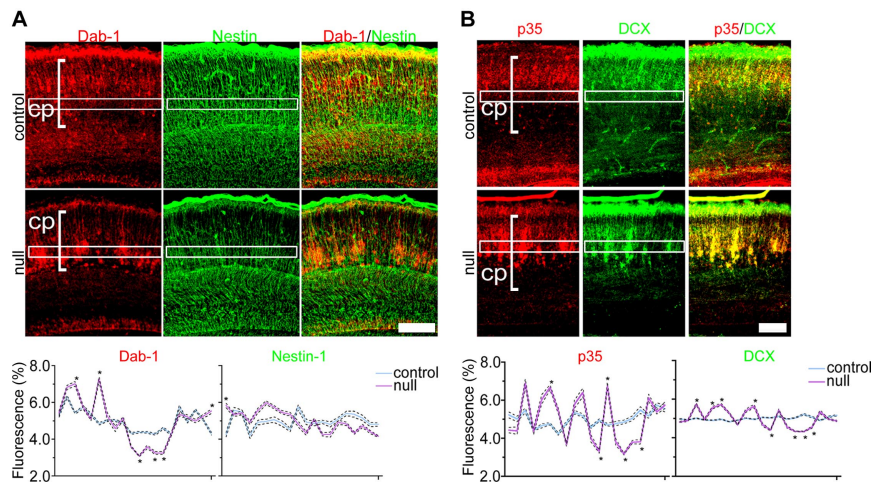 A
Dab-1 Nestin Dab-1/Nestin
control
cp
null
cp
Dab-1 Nestin-1
control
null
Fluorescence (%)
8.0
6.0
4.0
2.0
* * * * * * *
B
p35 DCX p35/DCX
control
cp
null
cp
p35 DCX
control
null
Fluorescence (%)
8.0
6.0
4.0
2.0
* * * * * * * * * * * * *